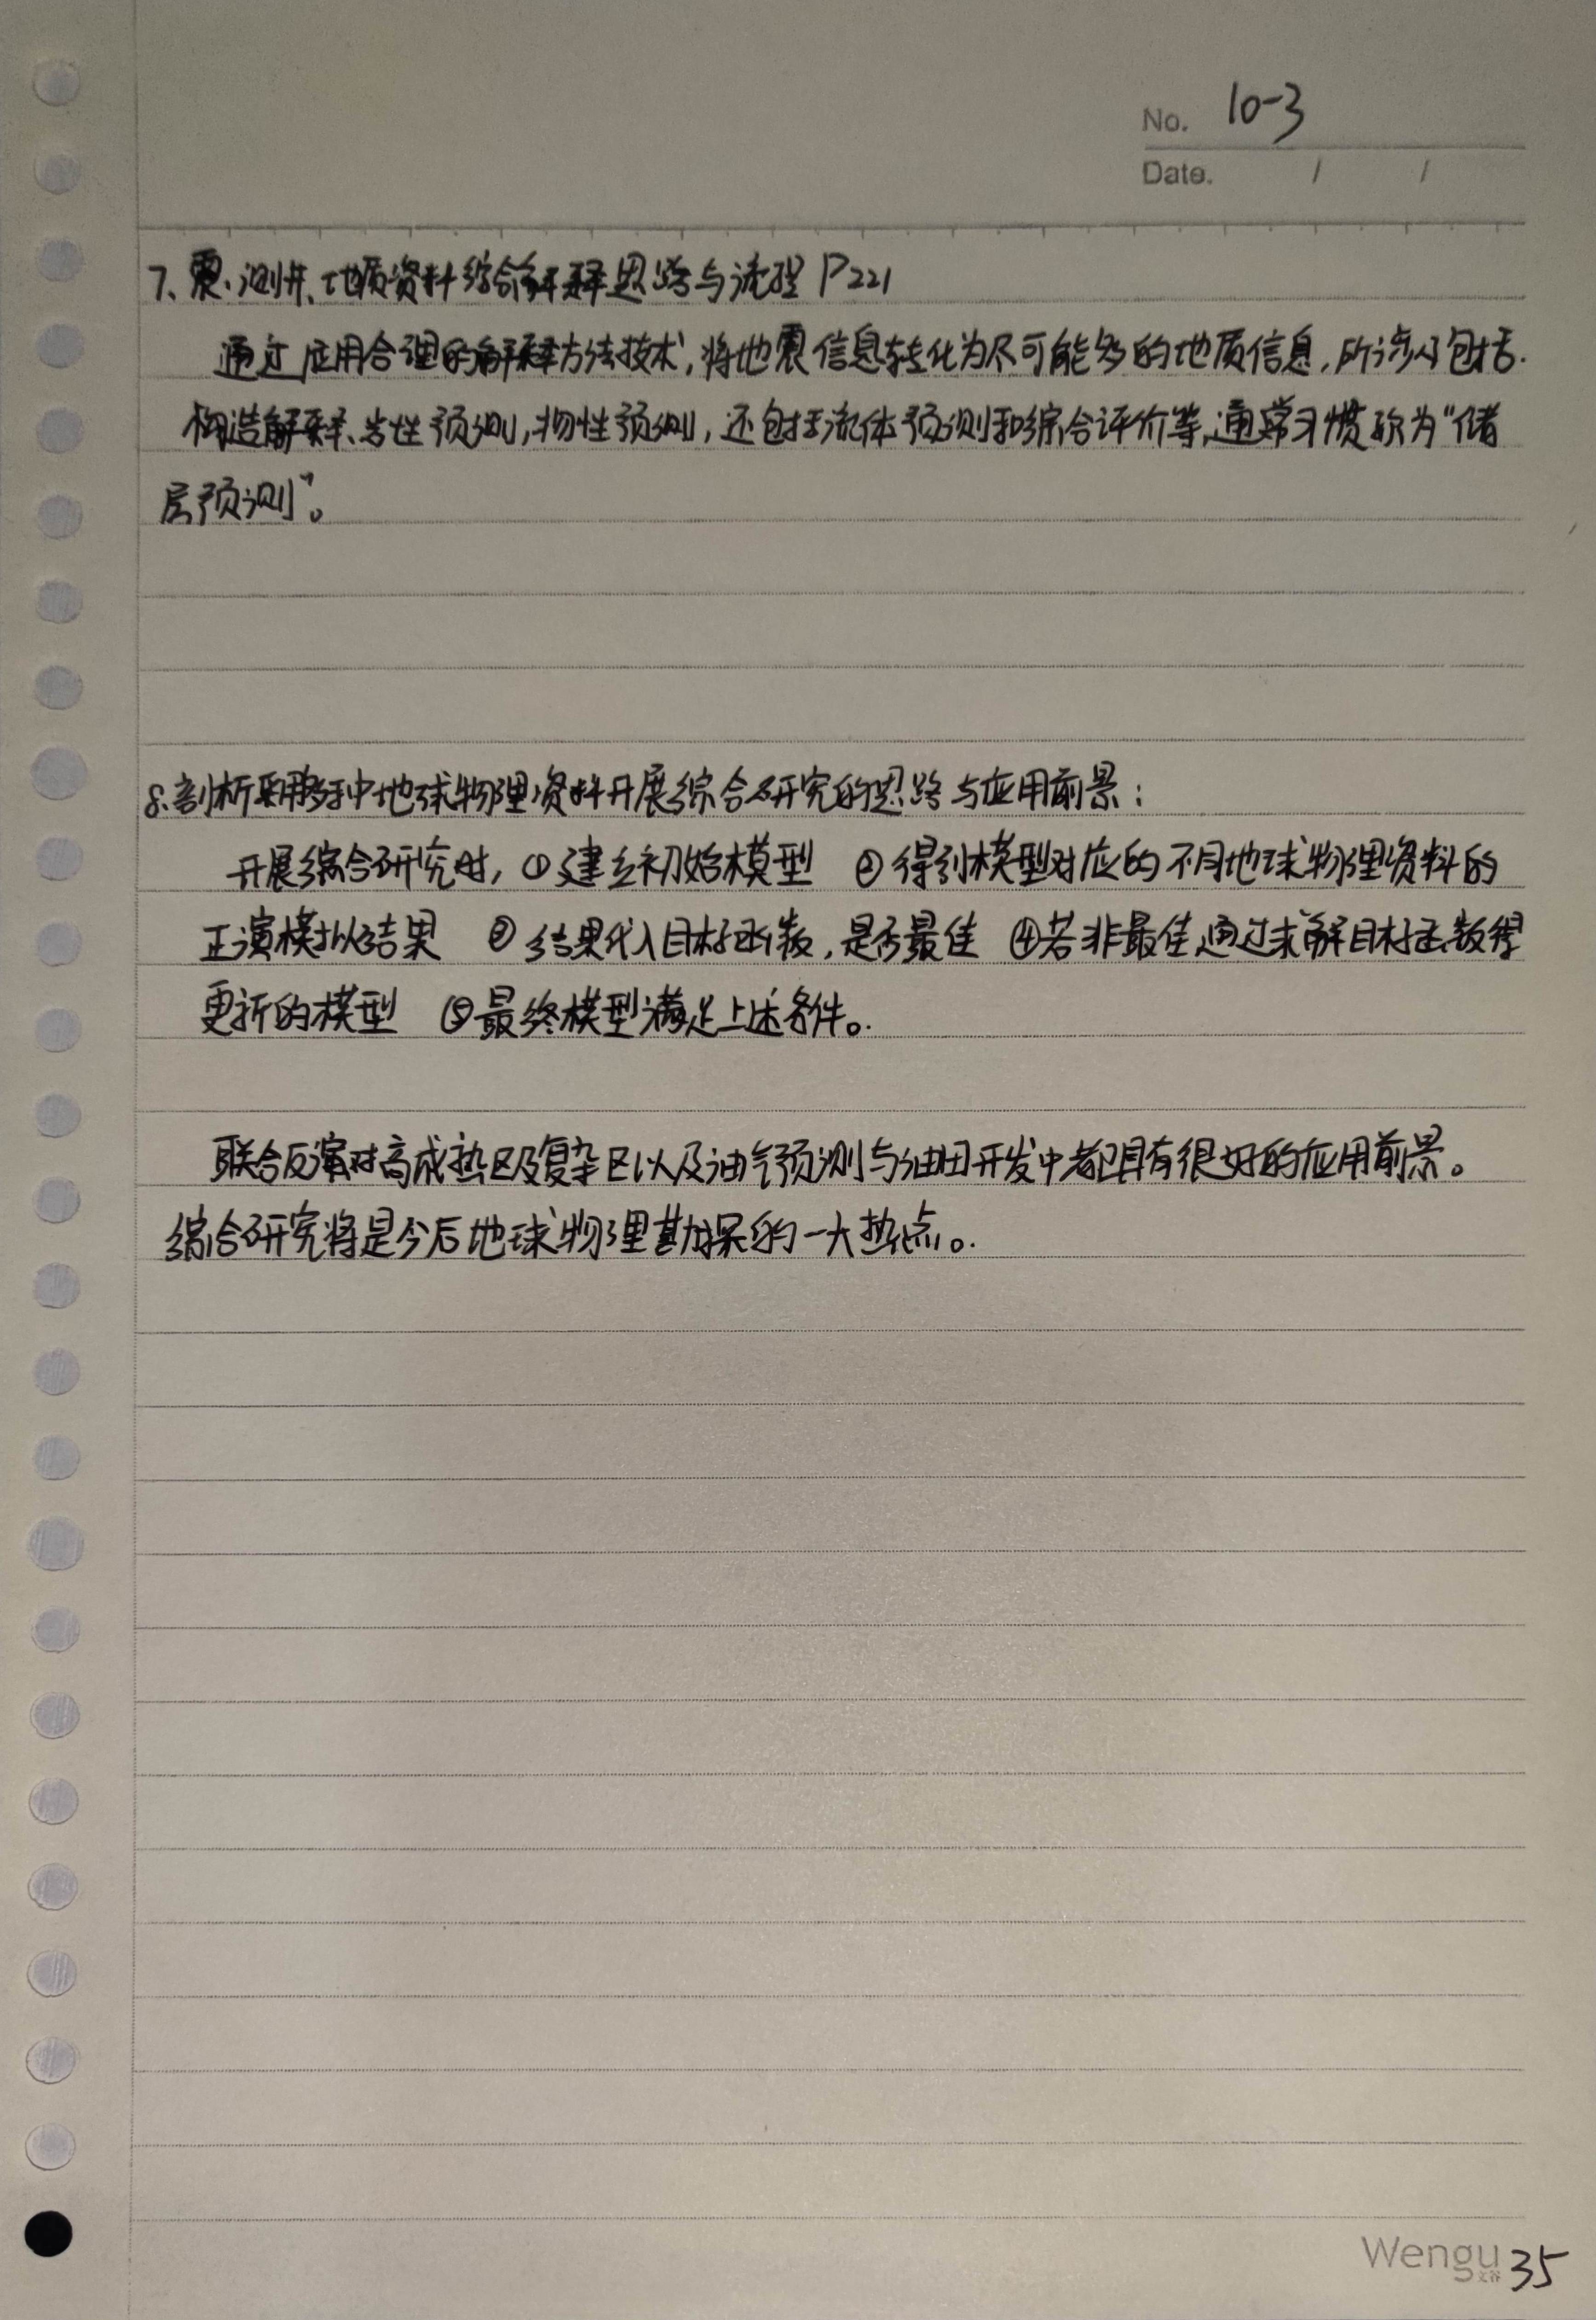 No. 10-3
Date. / /
7、震、测井、地质资料综合解释思路与流程 P221
通过应用合理的解释方法技术,将地震信息转化为尽可能多的地质信息,所涉及包括.
构造解释、岩性预测,物性预测,还包括流体预测和综合评价等,通常习惯称为“储
层预测”。
8、剖析采用多种地球物理资料开展综合研究的思路与应用前景:
开展综合研究时,①建立初始模型 ②得到模型对应的不同地球物理资料的
正演模拟结果 ③结果代入目标函数,是否最佳 ④若非最佳,通过求解目标函数得
更新的模型 ⑤最终模型满足上述条件。
联合反演对高成熟区及复杂区以及油气预测与油田开发中都具有很好的应用前景。
综合研究将是今后地球物理勘探的一大热点。
Wengu 35
文谷